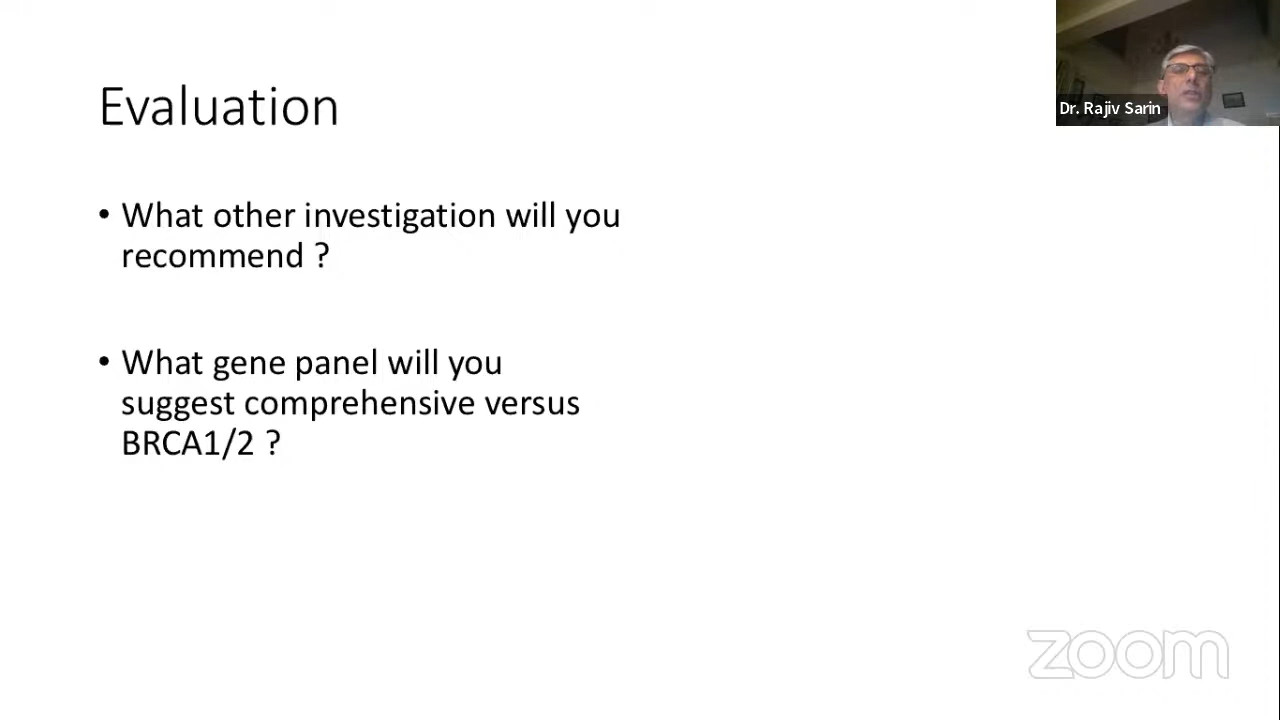 Evaluation
• What other investigation will you
recommend ?
• What gene panel will you
suggest comprehensive versus
BRCA1/2 ?
Dr. Rajiv Sarin
zoom